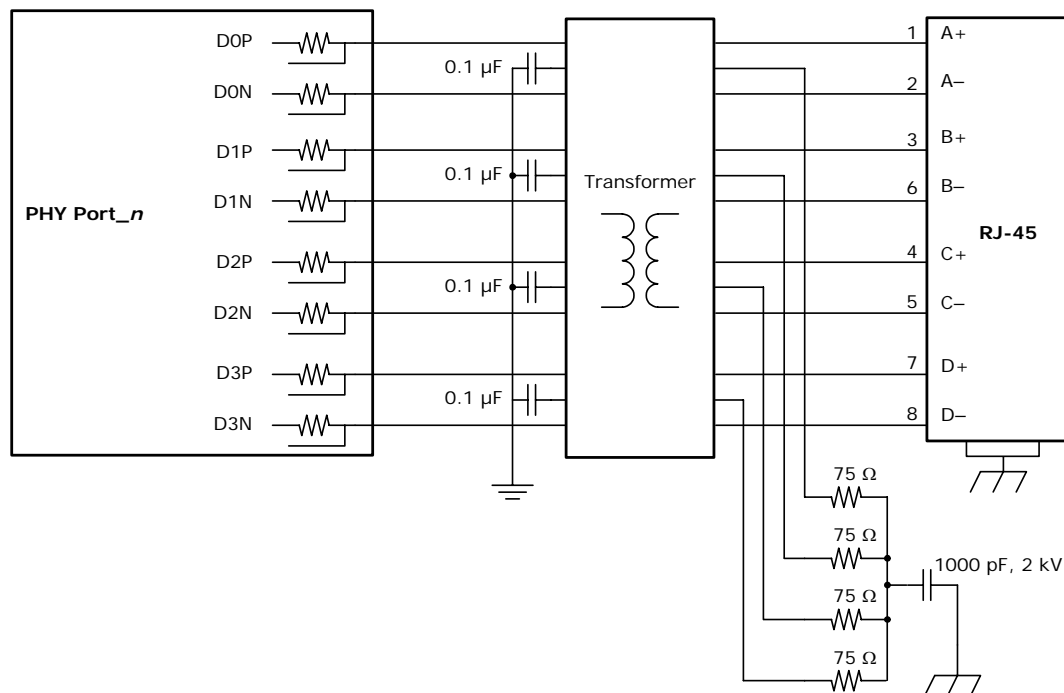 D0P
0.1 µF
D0N
D1P
0.1 µF
D1N
PHY Port_n
D2P
0.1 µF
D2N
D3P
0.1 µF
D3N
Transformer
1 A+
2 A–
3 B+
6 B–
RJ-45
4 C+
5 C–
7 D+
8 D–
75 Ω
75 Ω
1000 pF, 2 kV
75 Ω
75 Ω